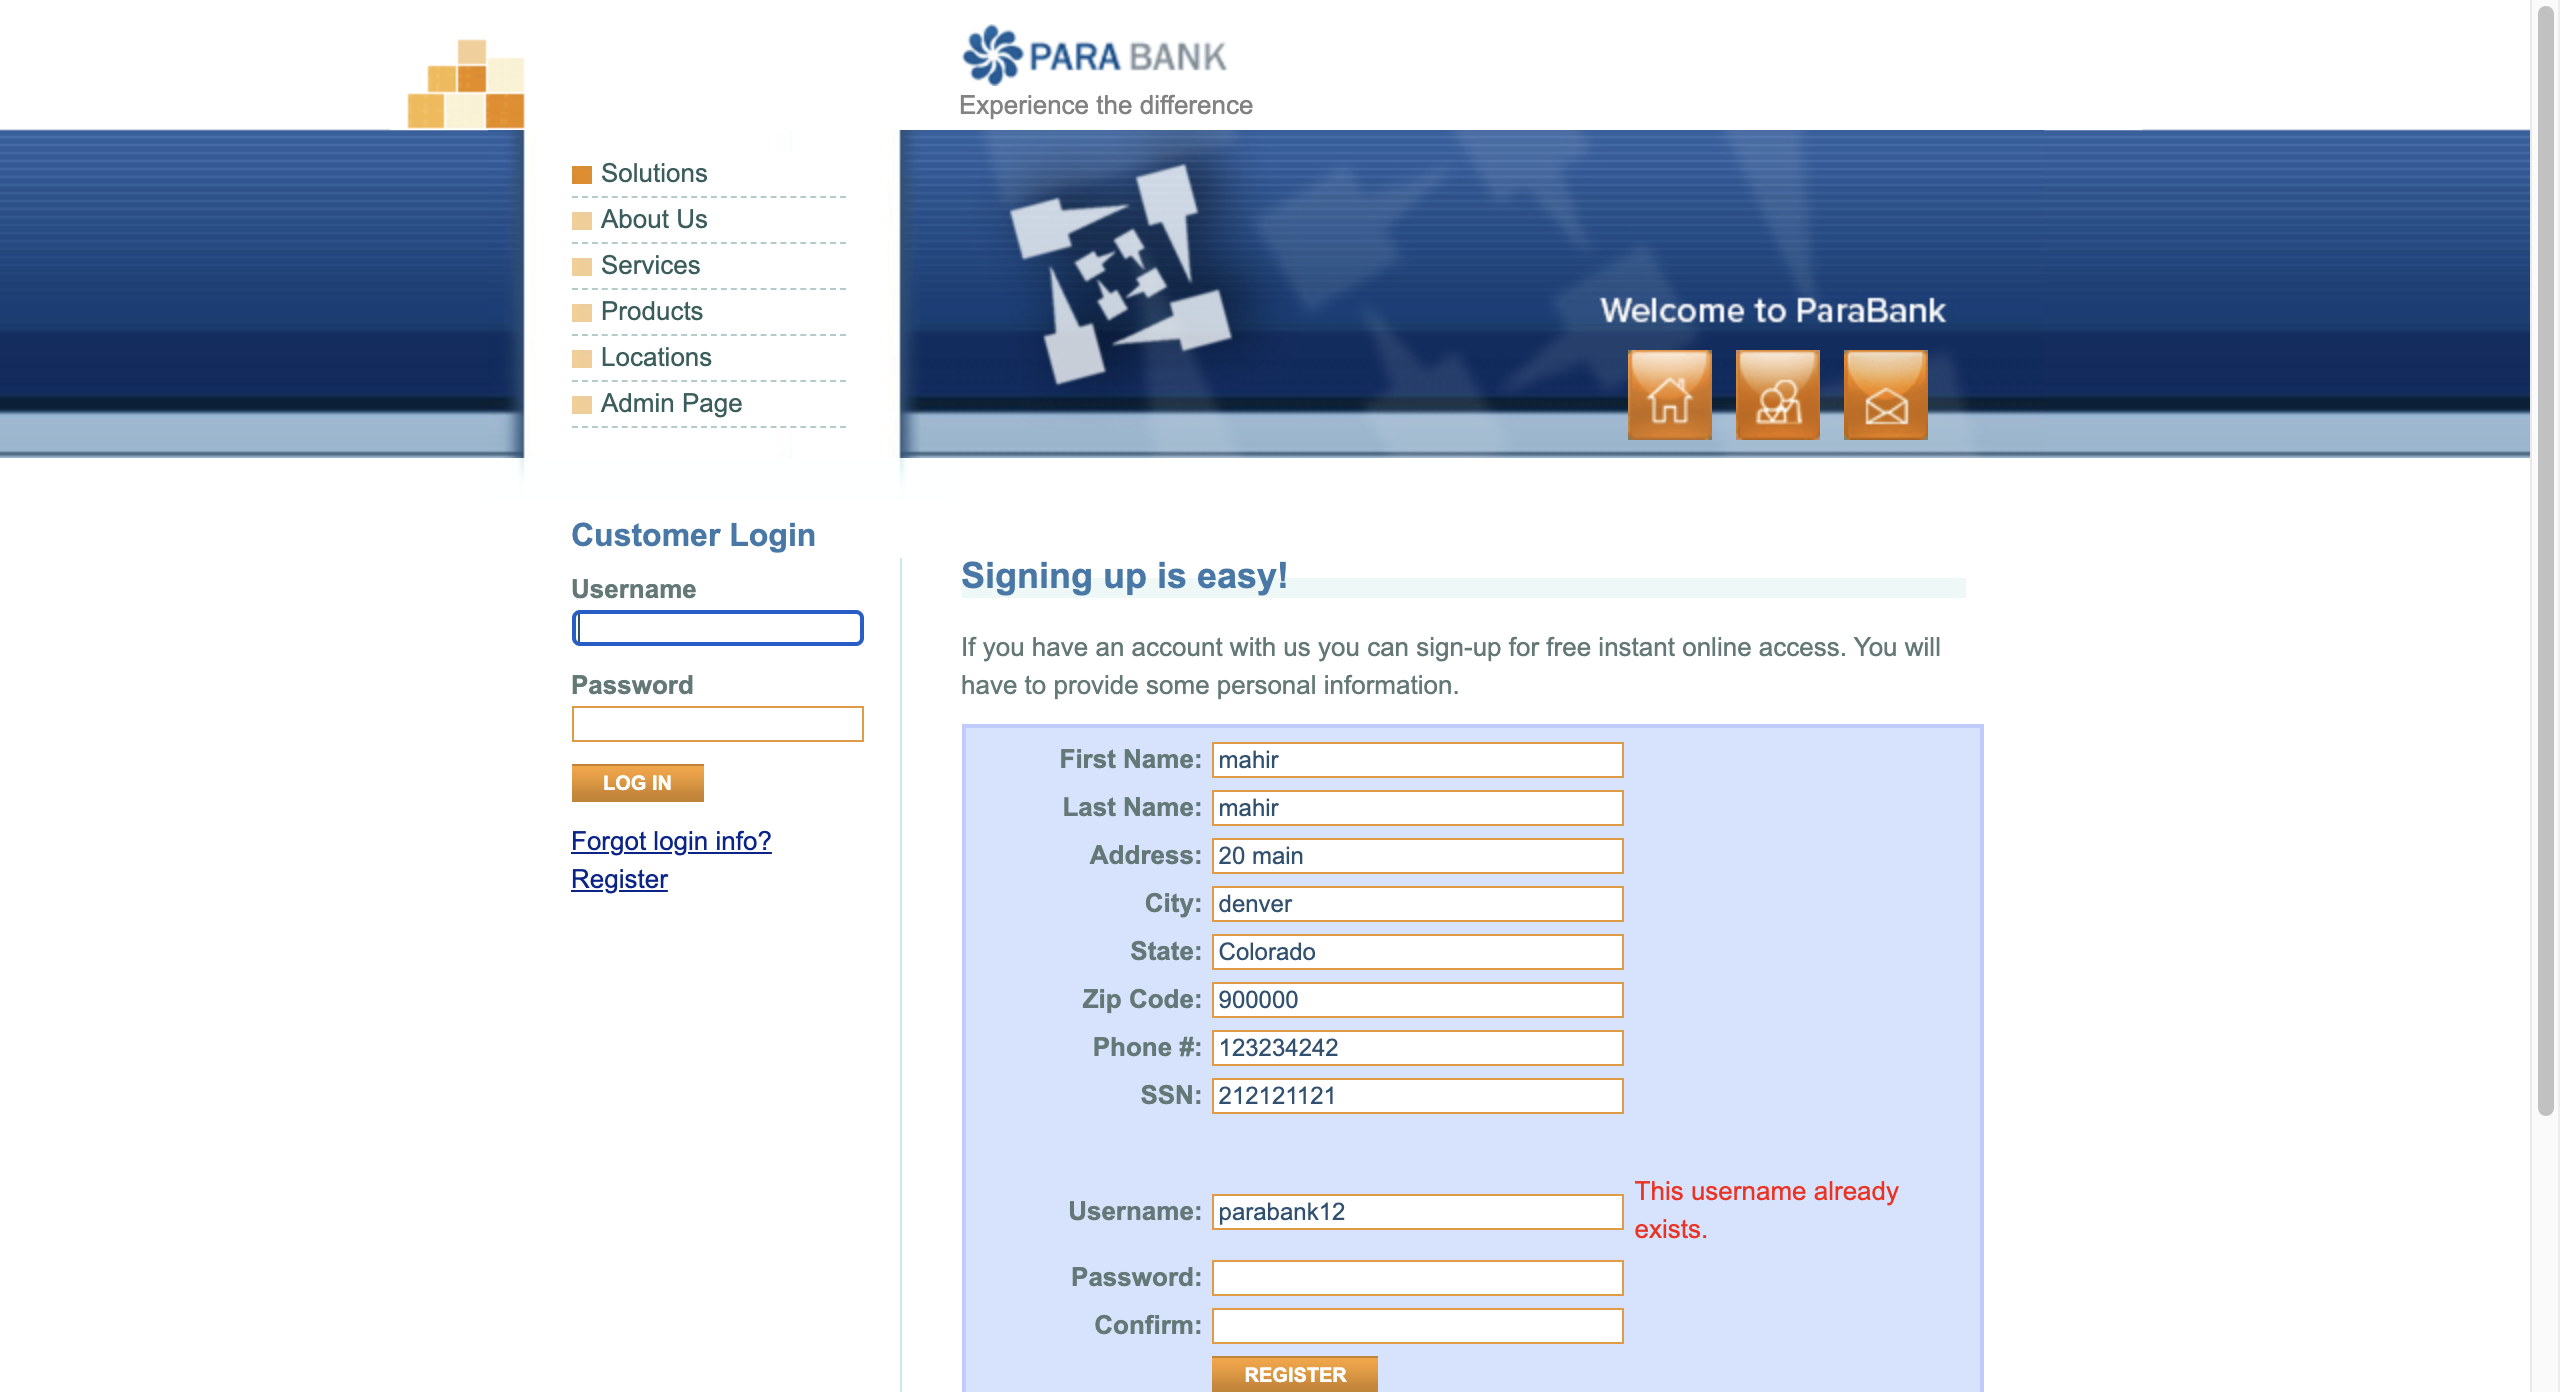 PARA BANK
Experience the difference
Solutions
About Us
Services
Products
Locations
Admin Page
Welcome to ParaBank
Customer Login
Username
Password
LOG IN
Forgot login info?
Register
Signing up is easy!
If you have an account with us you can sign-up for free instant online access. You will
have to provide some personal information.
First Name: mahir
Last Name: mahir
Address: 20 main
City: denver
State: Colorado
Zip Code: 900000
Phone #: 123234242
SSN: 212121121
Username: parabank12 This username already
exists.
Password:
Confirm:
REGISTER